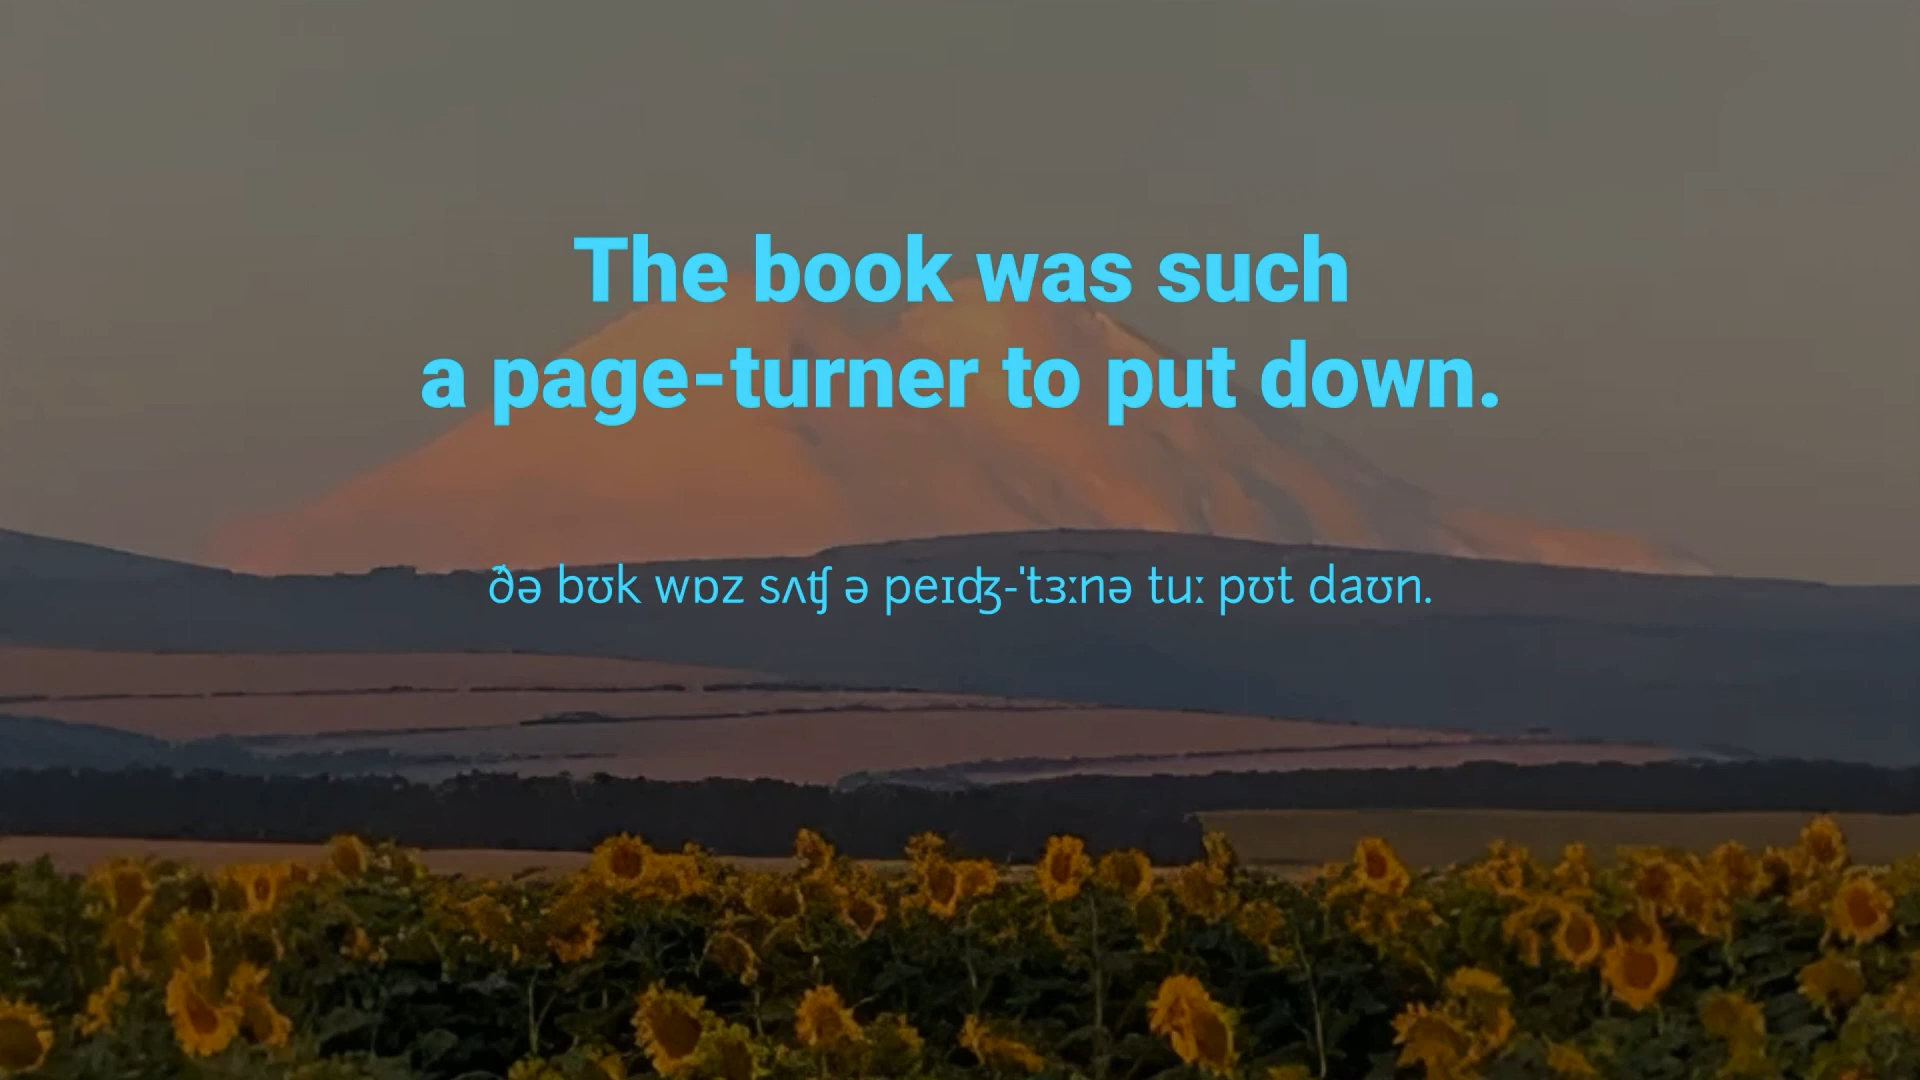 The book was such
a page-turner to put down.
ðə bʊk wɒz sʌʧ ə peɪʤ-ˈtɜːnə tuː pʊt daʊn.